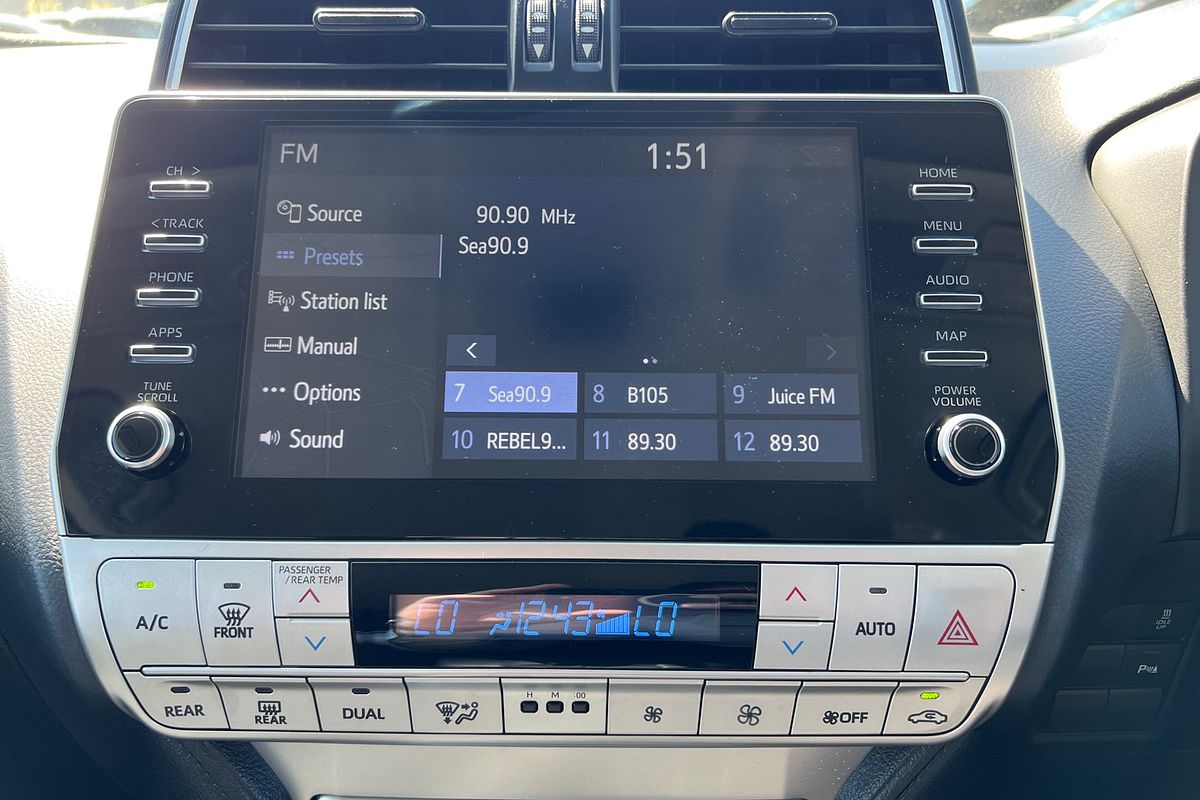 FM
1:51
CH >
< TRACK
PHONE
APPS
TUNE
SCROLL
Source
Presets
Station list
Manual
Options
Sound
90.90 MHz
Sea90.9
<
>
7 Sea90.9
8 B105
9 Juice FM
10 REBEL9...
11 89.30
12 89.30
HOME
MENU
AUDIO
MAP
POWER
VOLUME
A/C
FRONT
PASSENGER
/REAR TEMP
LO 12:43 LO
AUTO
REAR
REAR
DUAL
H M :00
OFF
IDLE
UP
P